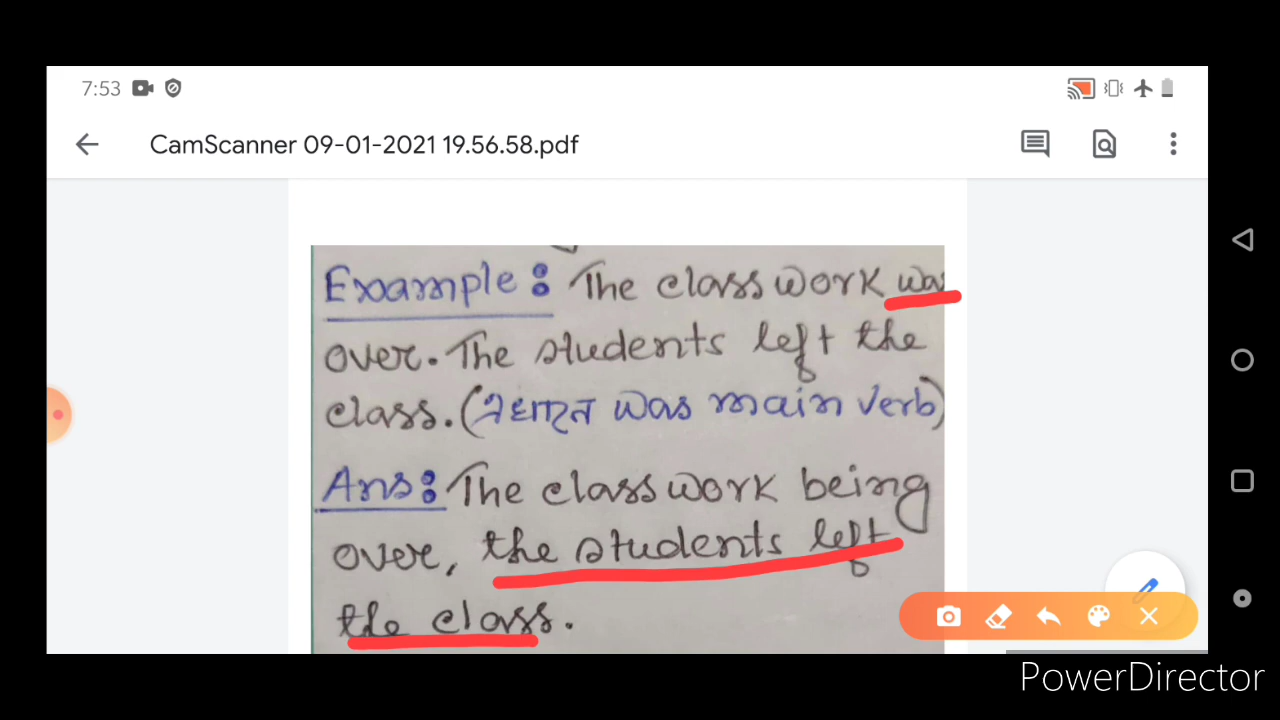 7:53
CamScanner 09-01-2021 19.56.58.pdf
Example: The class work was
over. The students left the
class. (এখানে was main verb)
Ans: The class work being
over, the students left
the class.
PowerDirector